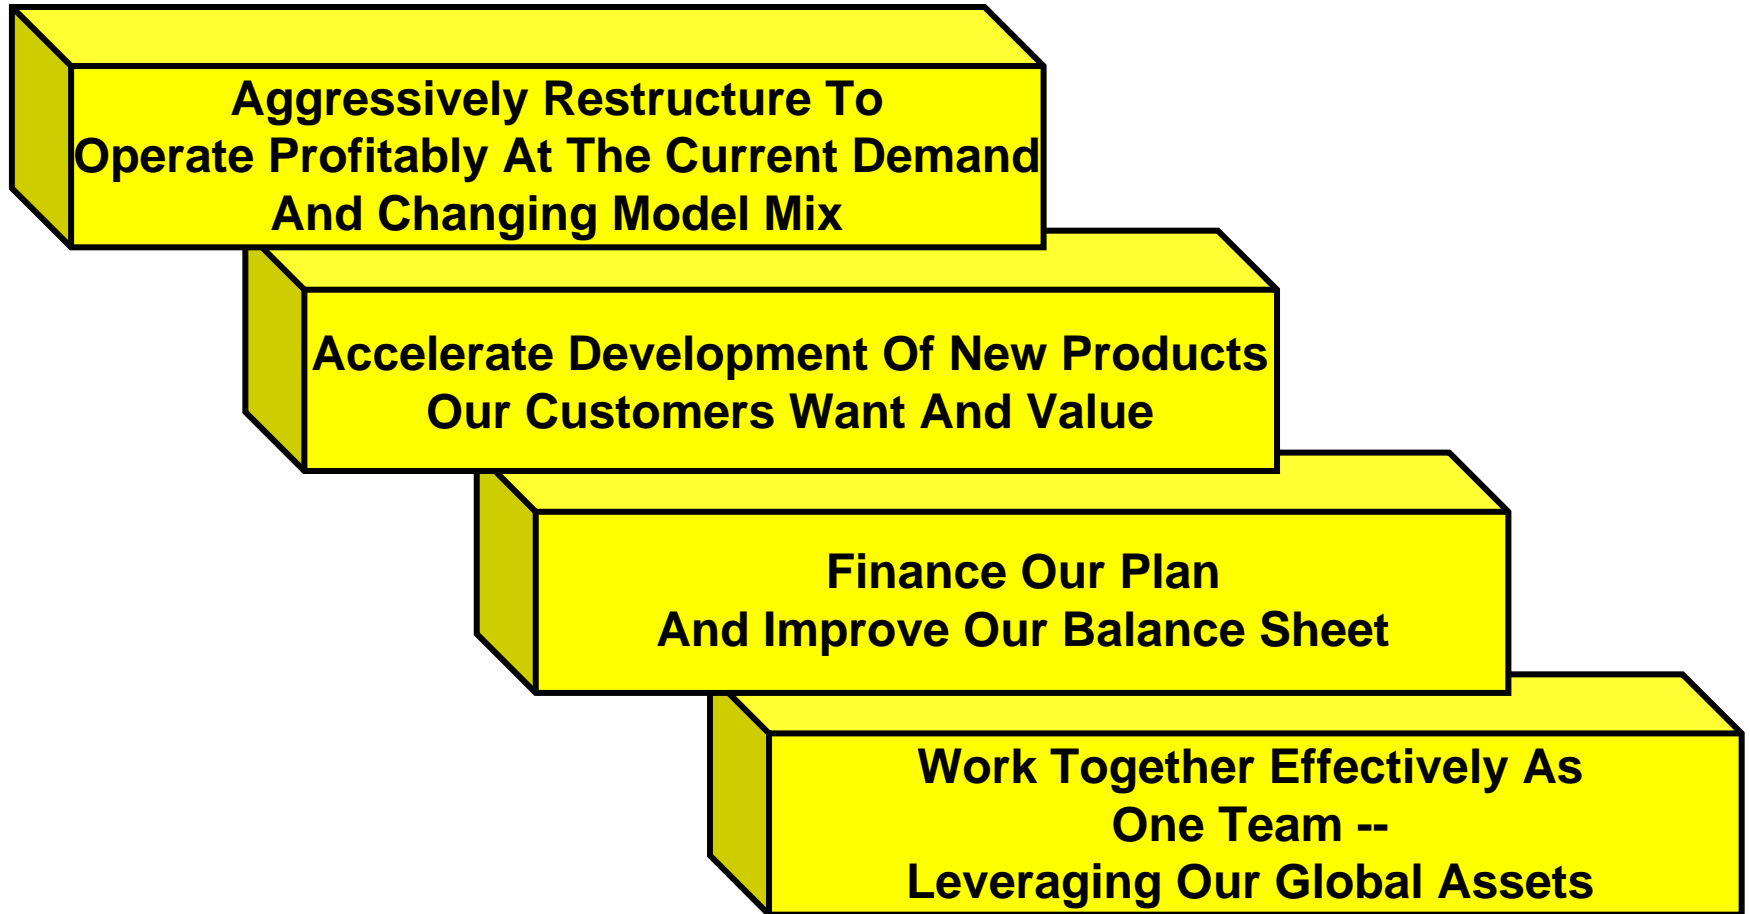 Aggressively Restructure To
Operate Profitably At The Current Demand
And Changing Model Mix
Accelerate Development Of New Products
Our Customers Want And Value
Finance Our Plan
And Improve Our Balance Sheet
Work Together Effectively As
One Team --
Leveraging Our Global Assets